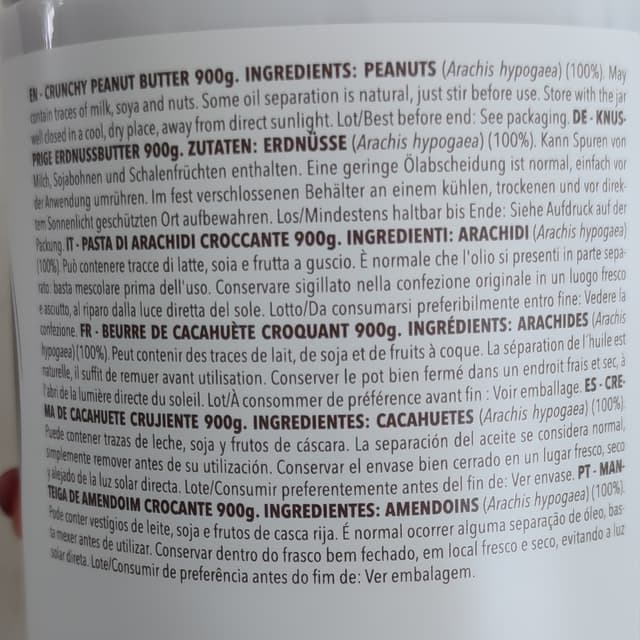 EN - CRUNCHY PEANUT BUTTER 900g. INGREDIENTS: PEANUTS (Arachis hypogaea) (100%). May
contain traces of milk, soya and nuts. Some oil separation is natural, just stir before use. Store with the jar
well closed in a cool, dry place, away from direct sunlight. Lot/Best before end: See packaging. DE - KNUS-
PRIGE ERDNUSSBUTTER 900g. ZUTATEN: ERDNÜSSE (Arachis hypogaea) (100%). Kann Spuren von
Milch, Sojabohnen und Schalenfrüchten enthalten. Eine geringe Ölabscheidung ist normal, einfach vor
der Anwendung umrühren. Im fest verschlossenen Behälter an einem kühlen, trockenen und vor direk-
tem Sonnenlicht geschützten Ort aufbewahren. Los/Mindestens haltbar bis Ende: Siehe Aufdruck auf der
Packung. IT - PASTA DI ARACHIDI CROCCANTE 900g. INGREDIENTI: ARACHIDI (Arachis hypogaea)
(100%). Può contenere tracce di latte, soia e frutta a guscio. È normale che l'olio si presenti in parte sepa-
rato: basta mescolare prima dell'uso. Conservare sigillato nella confezione originale in un luogo fresco
e asciutto, al riparo dalla luce diretta del sole. Lotto/Da consumarsi preferibilmente entro fine: Vedere la
confezione. FR - BEURRE DE CACAHUÈTE CROQUANT 900g. INGRÉDIENTS: ARACHIDES (Arachis
hypogaea) (100%). Peut contenir des traces de lait, de soja et de fruits à coque. La séparation de l'huile est
naturelle, il suffit de remuer avant utilisation. Conserver le pot bien fermé dans un endroit frais et sec, à
l'abri de la lumière directe du soleil. Lot/À consommer de préférence avant fin : Voir emballage. ES - CRE-
MA DE CACAHUETE CRUJIENTE 900g. INGREDIENTES: CACAHUETES (Arachis hypogaea) (100%).
Puede contener trazas de leche, soja y frutos de cáscara. La separación del aceite se considera normal,
simplemente remover antes de su utilización. Conservar el envase bien cerrado en un lugar fresco, seco
y alejado de la luz solar directa. Lote/Consumir preferentemente antes del fin de: Ver envase. PT - MAN-
TEIGA DE AMENDOIM CROCANTE 900g. INGREDIENTES: AMENDOINS (Arachis hypogaea) (100%).
Pode conter vestígios de leite, soja e frutos de casca rija. É normal ocorrer alguma separação de óleo, bas-
ta mexer antes de utilizar. Conservar dentro do frasco bem fechado, em local fresco e seco, evitando a luz
solar direta. Lote/Consumir de preferência antes do fim de: Ver embalagem.